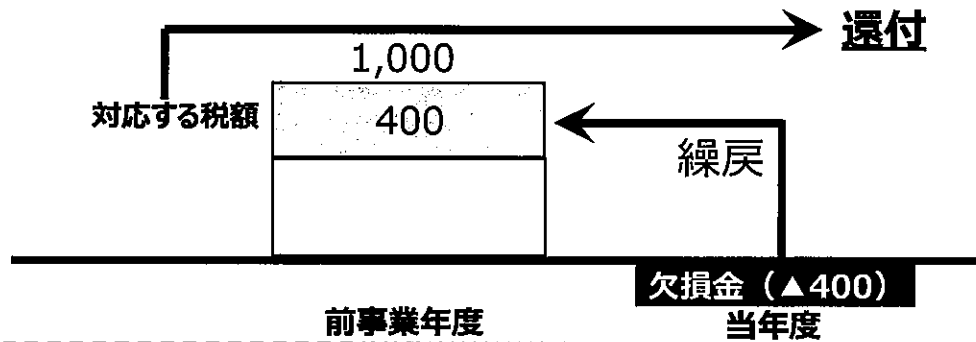 還付
1,000
対応する税額
400
繰戻
欠損金（▲400）
前事業年度
当年度